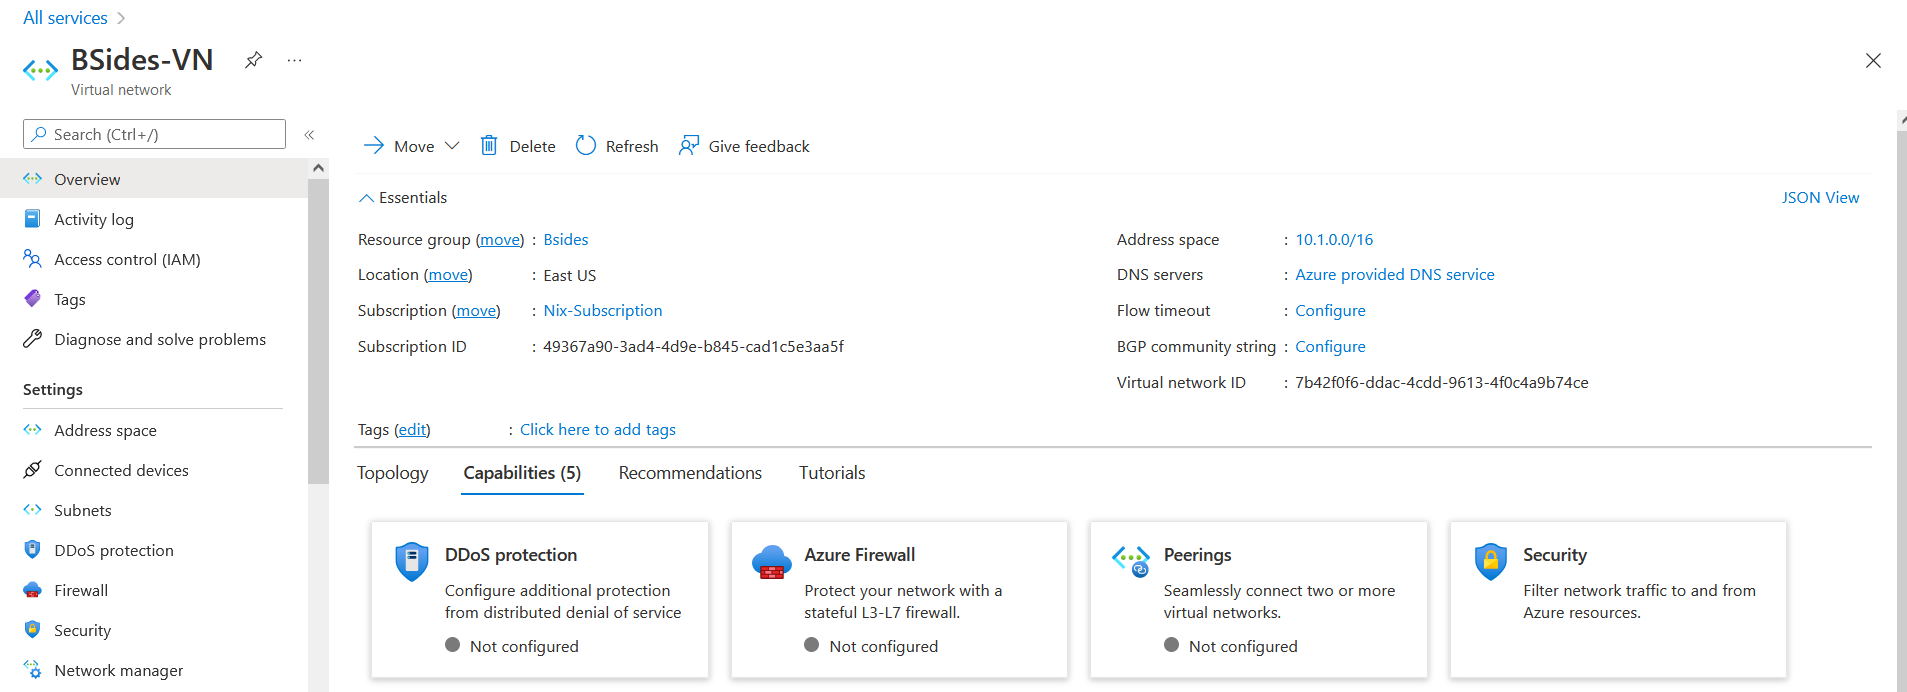 All services
BSides-VN
Virtual network
Search (Ctrl+/)
Overview
Activity log
Access control (IAM)
Tags
Diagnose and solve problems
Settings
Address space
Connected devices
Subnets
DDoS protection
Firewall
Security
Network manager
Move
Delete
Refresh
Give feedback
Essentials
JSON View
Resource group (move) : Bsides
Location (move) : East US
Subscription (move) : Nix-Subscription
Subscription ID : 49367a90-3ad4-4d9e-b845-cad1c5e3aa5f
Address space : 10.1.0.0/16
DNS servers : Azure provided DNS service
Flow timeout : Configure
BGP community string : Configure
Virtual network ID : 7b42f0f6-ddac-4cdd-9613-4f0c4a9b74ce
Tags (edit) : Click here to add tags
Topology
Capabilities (5)
Recommendations
Tutorials
DDoS protection
Configure additional protection
from distributed denial of service
Not configured
Azure Firewall
Protect your network with a
stateful L3-L7 firewall.
Not configured
Peerings
Seamlessly connect two or more
virtual networks.
Not configured
Security
Filter network traffic to and from
Azure resources.